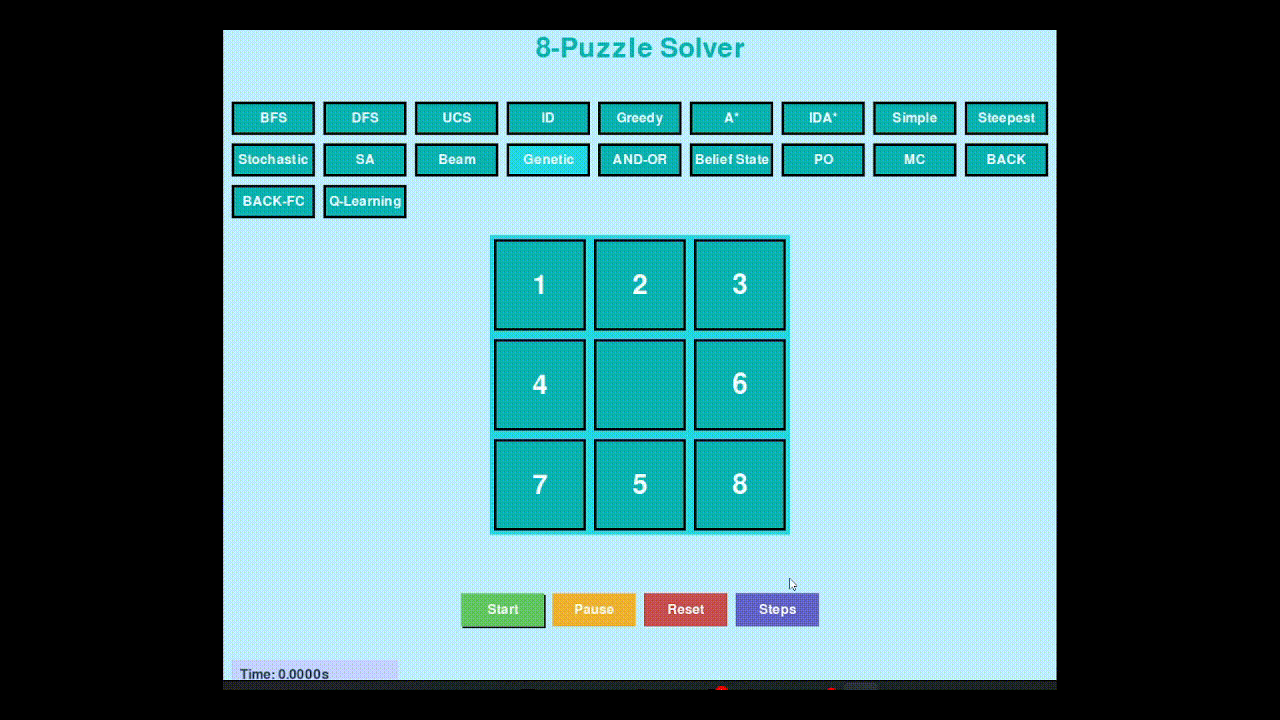 8-Puzzle Solver
BFS DFS UCS ID Greedy A* IDA* Simple Steepest
Stochastic SA Beam Genetic AND-OR Belief State PO MC BACK
BACK-FC Q-Learning
1 2 3
4 6
7 5 8
Start Pause Reset Steps
Time: 0.0000s